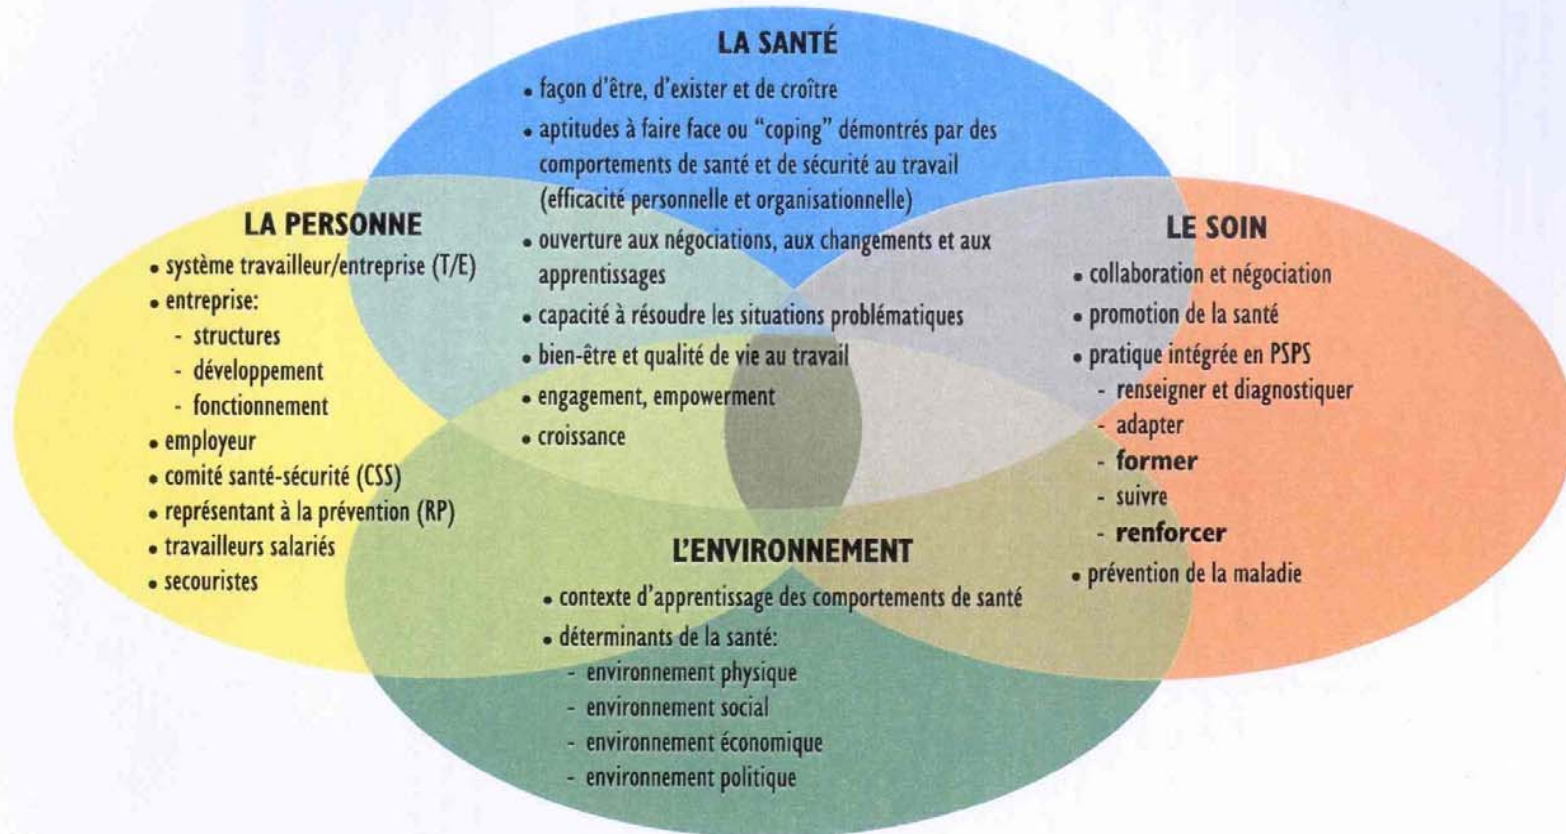 LA SANTÉ
• façon d'être, d'exister et de croître
• aptitudes à faire face ou "coping" démontrés par des
comportements de santé et de sécurité au travail
(efficacité personnelle et organisationnelle)
• ouverture aux négociations, aux changements et aux
apprentissages
• capacité à résoudre les situations problématiques
• bien-être et qualité de vie au travail
• engagement, empowerment
• croissance
LA PERSONNE
• système travailleur/entreprise (T/E)
• entreprise:
- structures
- développement
- fonctionnement
• employeur
• comité santé-sécurité (CSS)
• représentant à la prévention (RP)
• travailleurs salariés
• secouristes
LE SOIN
• collaboration et négociation
• promotion de la santé
• pratique intégrée en PSPS
- renseigner et diagnostiquer
- adapter
- former
- suivre
- renforcer
• prévention de la maladie
L'ENVIRONNEMENT
• contexte d'apprentissage des comportements de santé
• déterminants de la santé:
- environnement physique
- environnement social
- environnement économique
- environnement politique